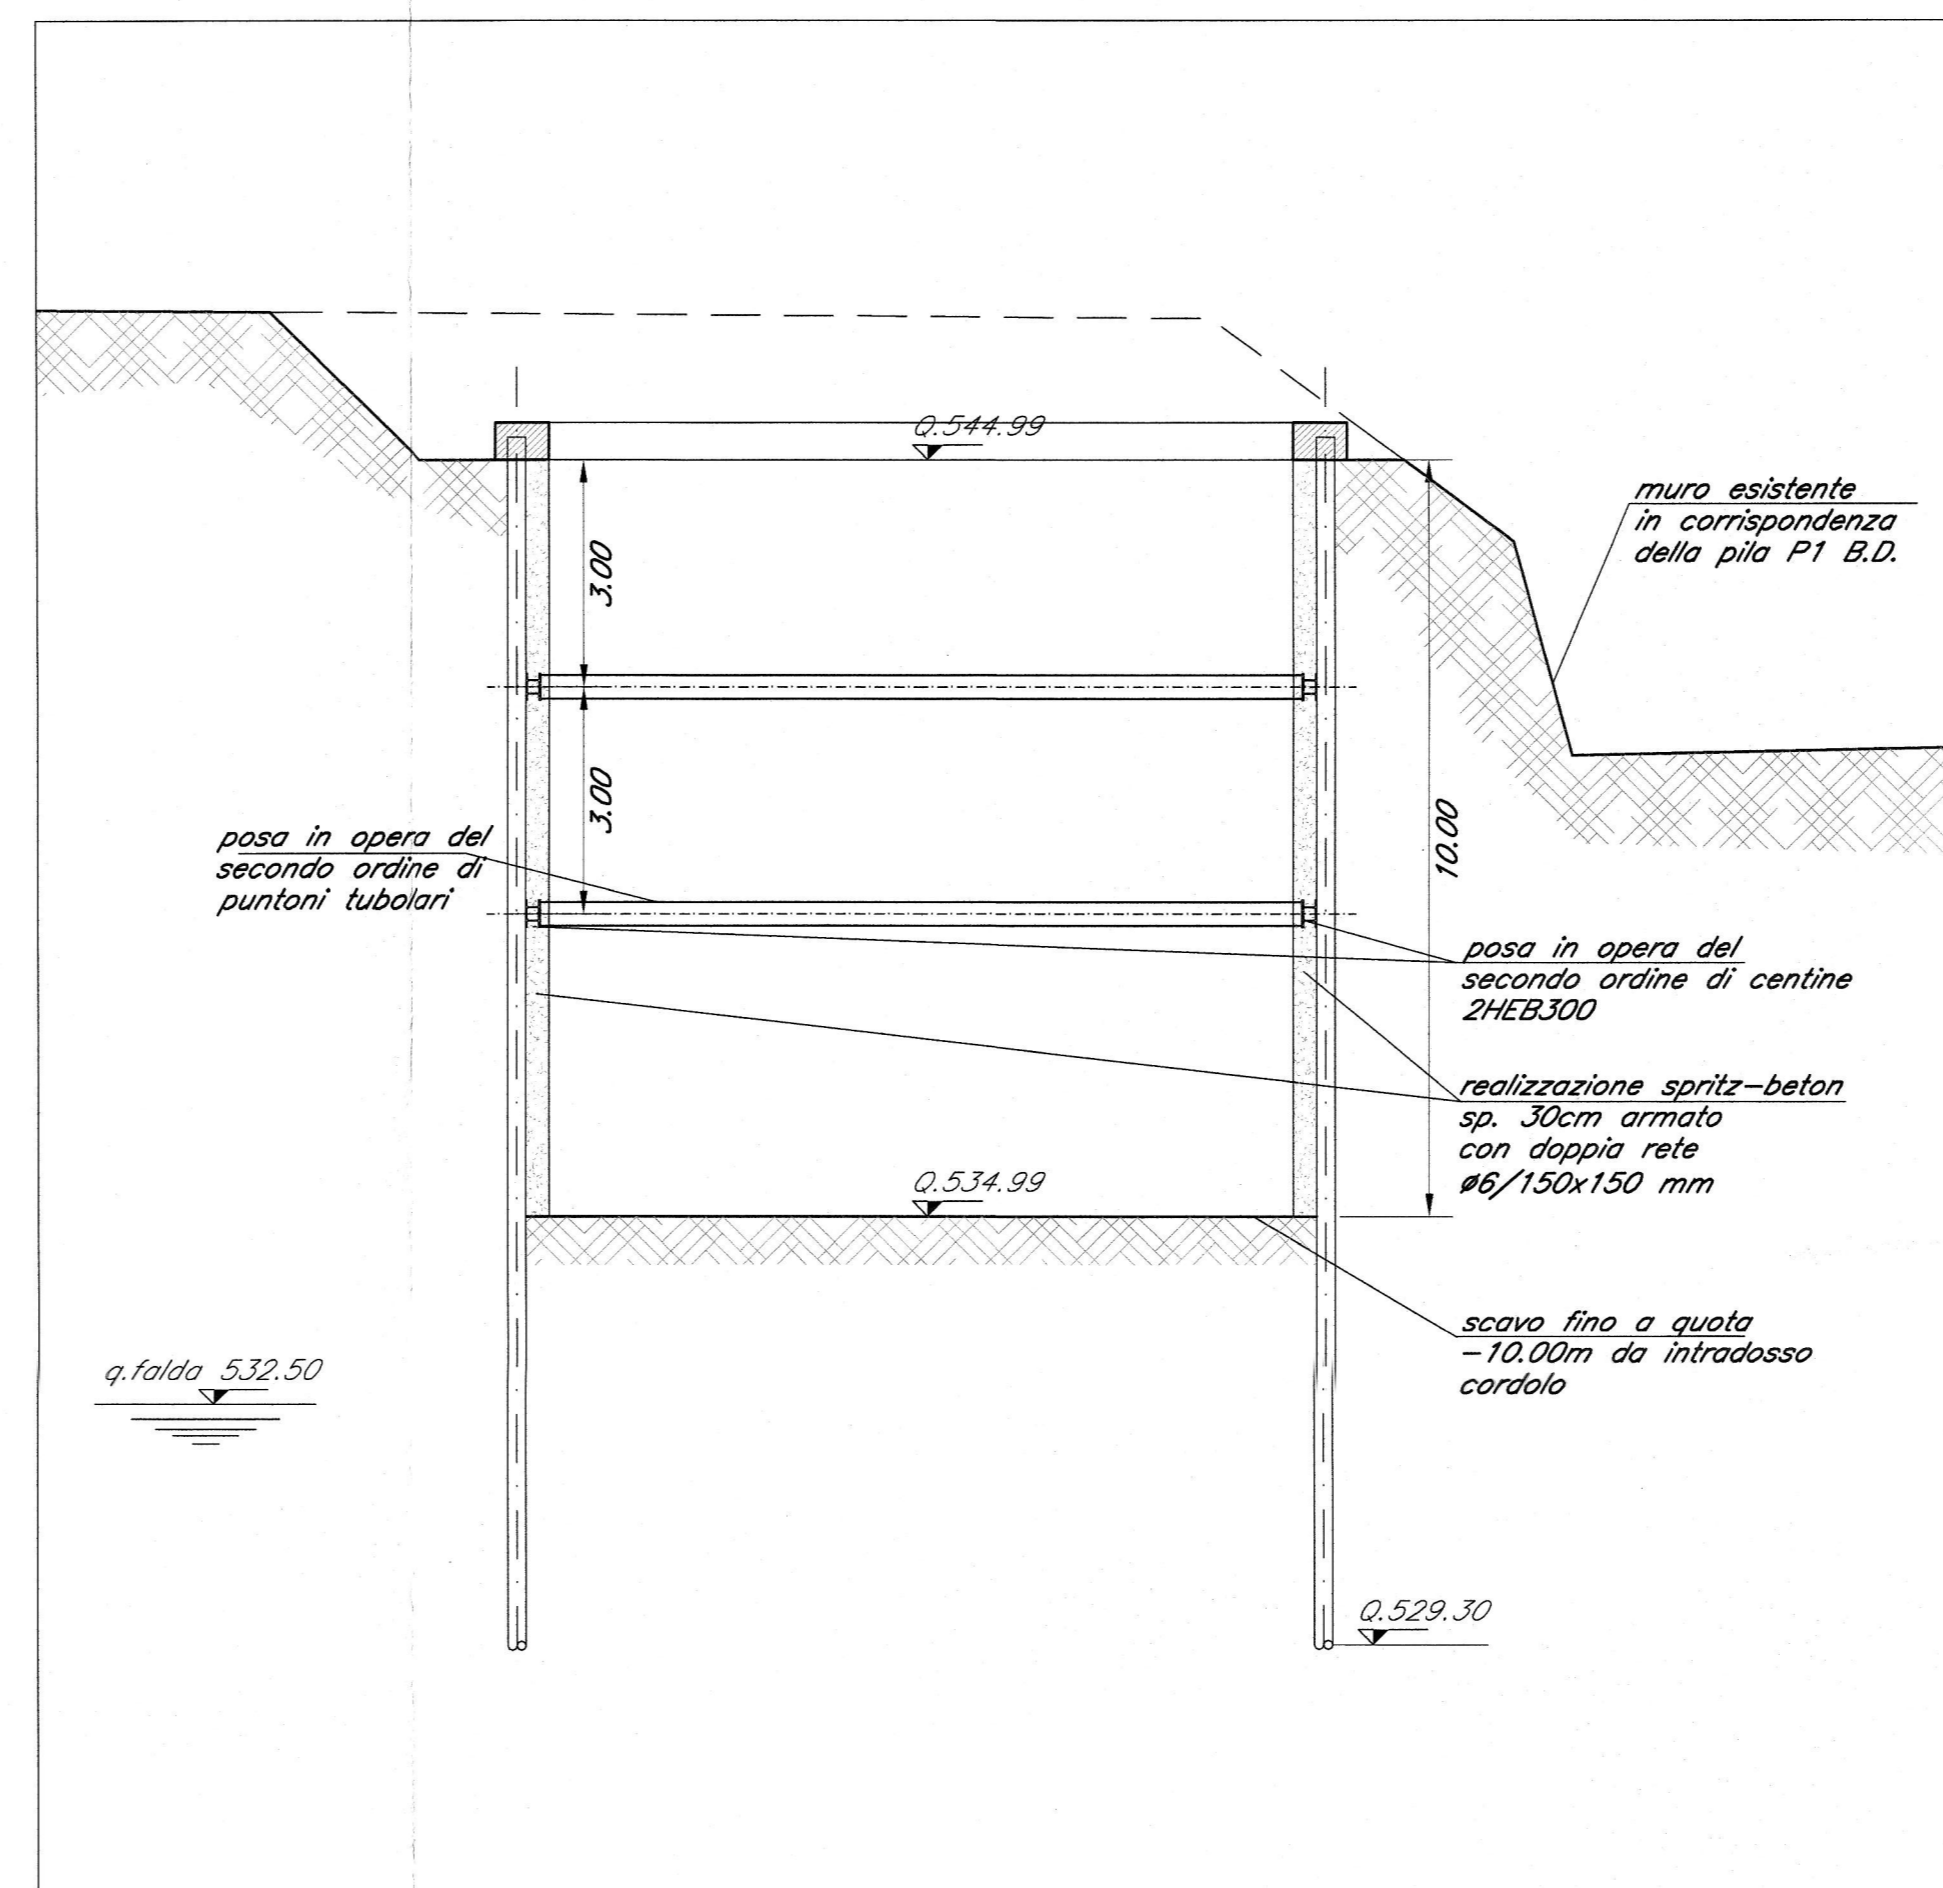 Q.544.99
muro esistente
in corrispondenza
della pila P1 B.D.
3.00
3.00
10.00
posa in opera del
secondo ordine di
puntoni tubolari
posa in opera del
secondo ordine di centine
2HEB300
realizzazione spritz-beton
sp. 30cm armato
con doppia rete
ø6/150x150 mm
Q.534.99
scavo fino a quota
-10.00m da intradosso
cordolo
q.falda 532.50
Q.529.30